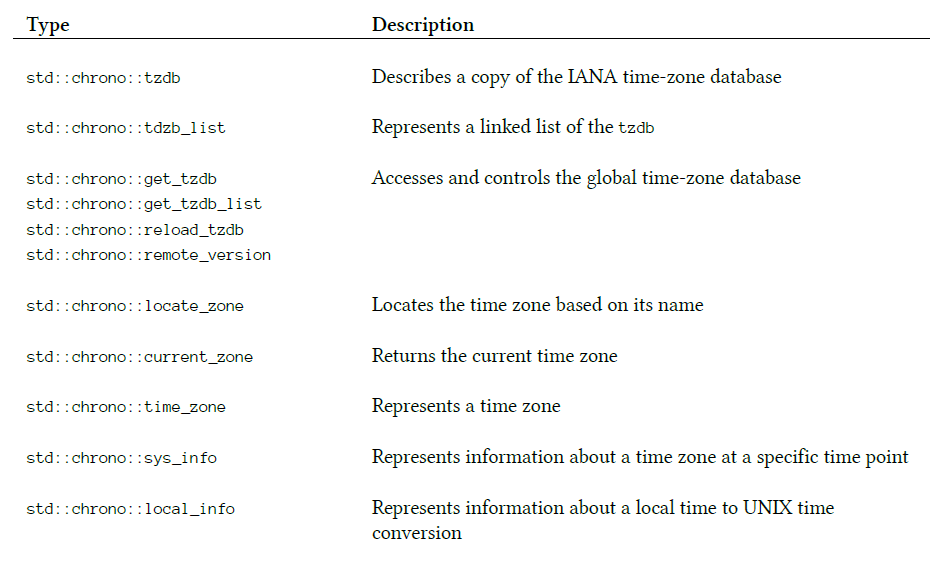 Type Description
std::chrono::tzdb Describes a copy of the IANA time-zone database
std::chrono::tdzb_list Represents a linked list of the tzdb
std::chrono::get_tzdb Accesses and controls the global time-zone database
std::chrono::get_tzdb_list
std::chrono::reload_tzdb
std::chrono::remote_version
std::chrono::locate_zone Locates the time zone based on its name
std::chrono::current_zone Returns the current time zone
std::chrono::time_zone Represents a time zone
std::chrono::sys_info Represents information about a time zone at a specific time point
std::chrono::local_info Represents information about a local time to UNIX time
conversion